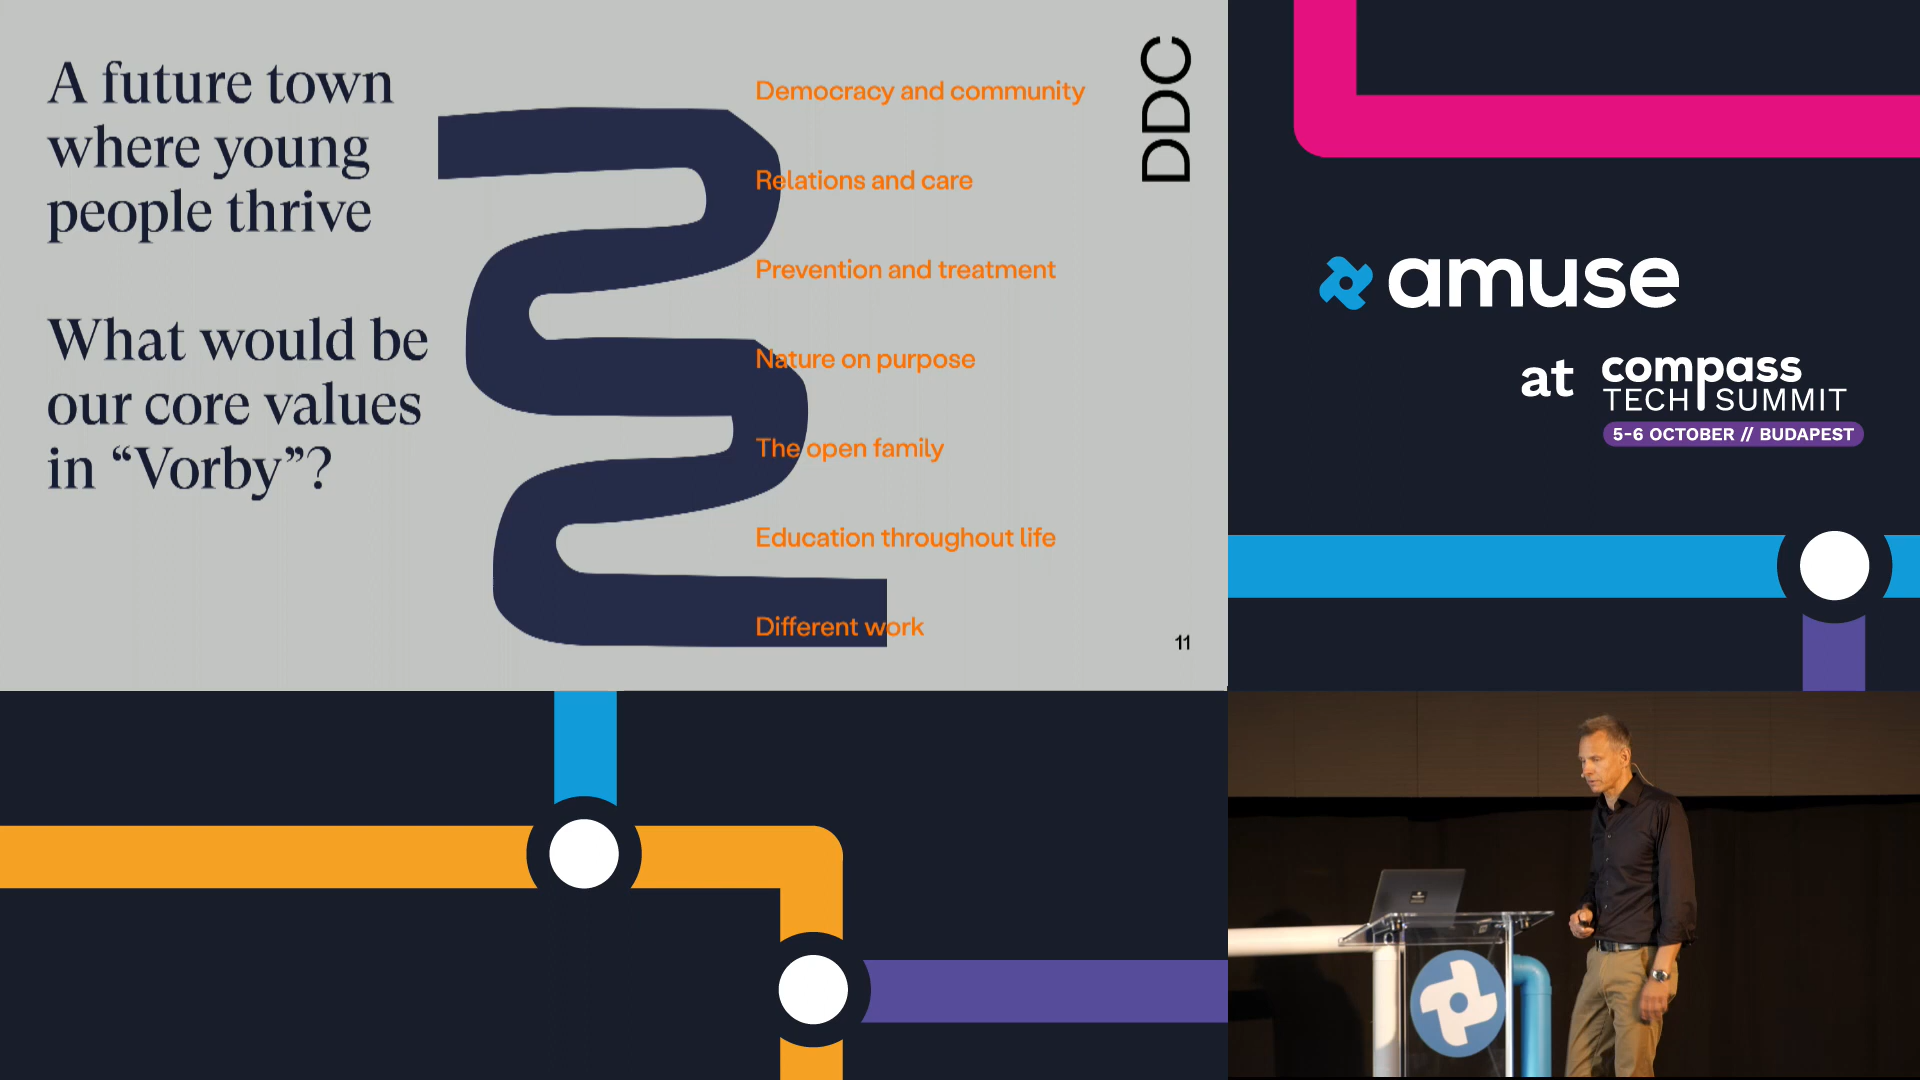 A future town
where young
people thrive
What would be
our core values
in “Vorby”?
Democracy and community
Relations and care
Prevention and treatment
Nature on purpose
The open family
Education throughout life
Different work
DDC
11
amuse
at compass
TECH SUMMIT
5-6 OCTOBER // BUDAPEST